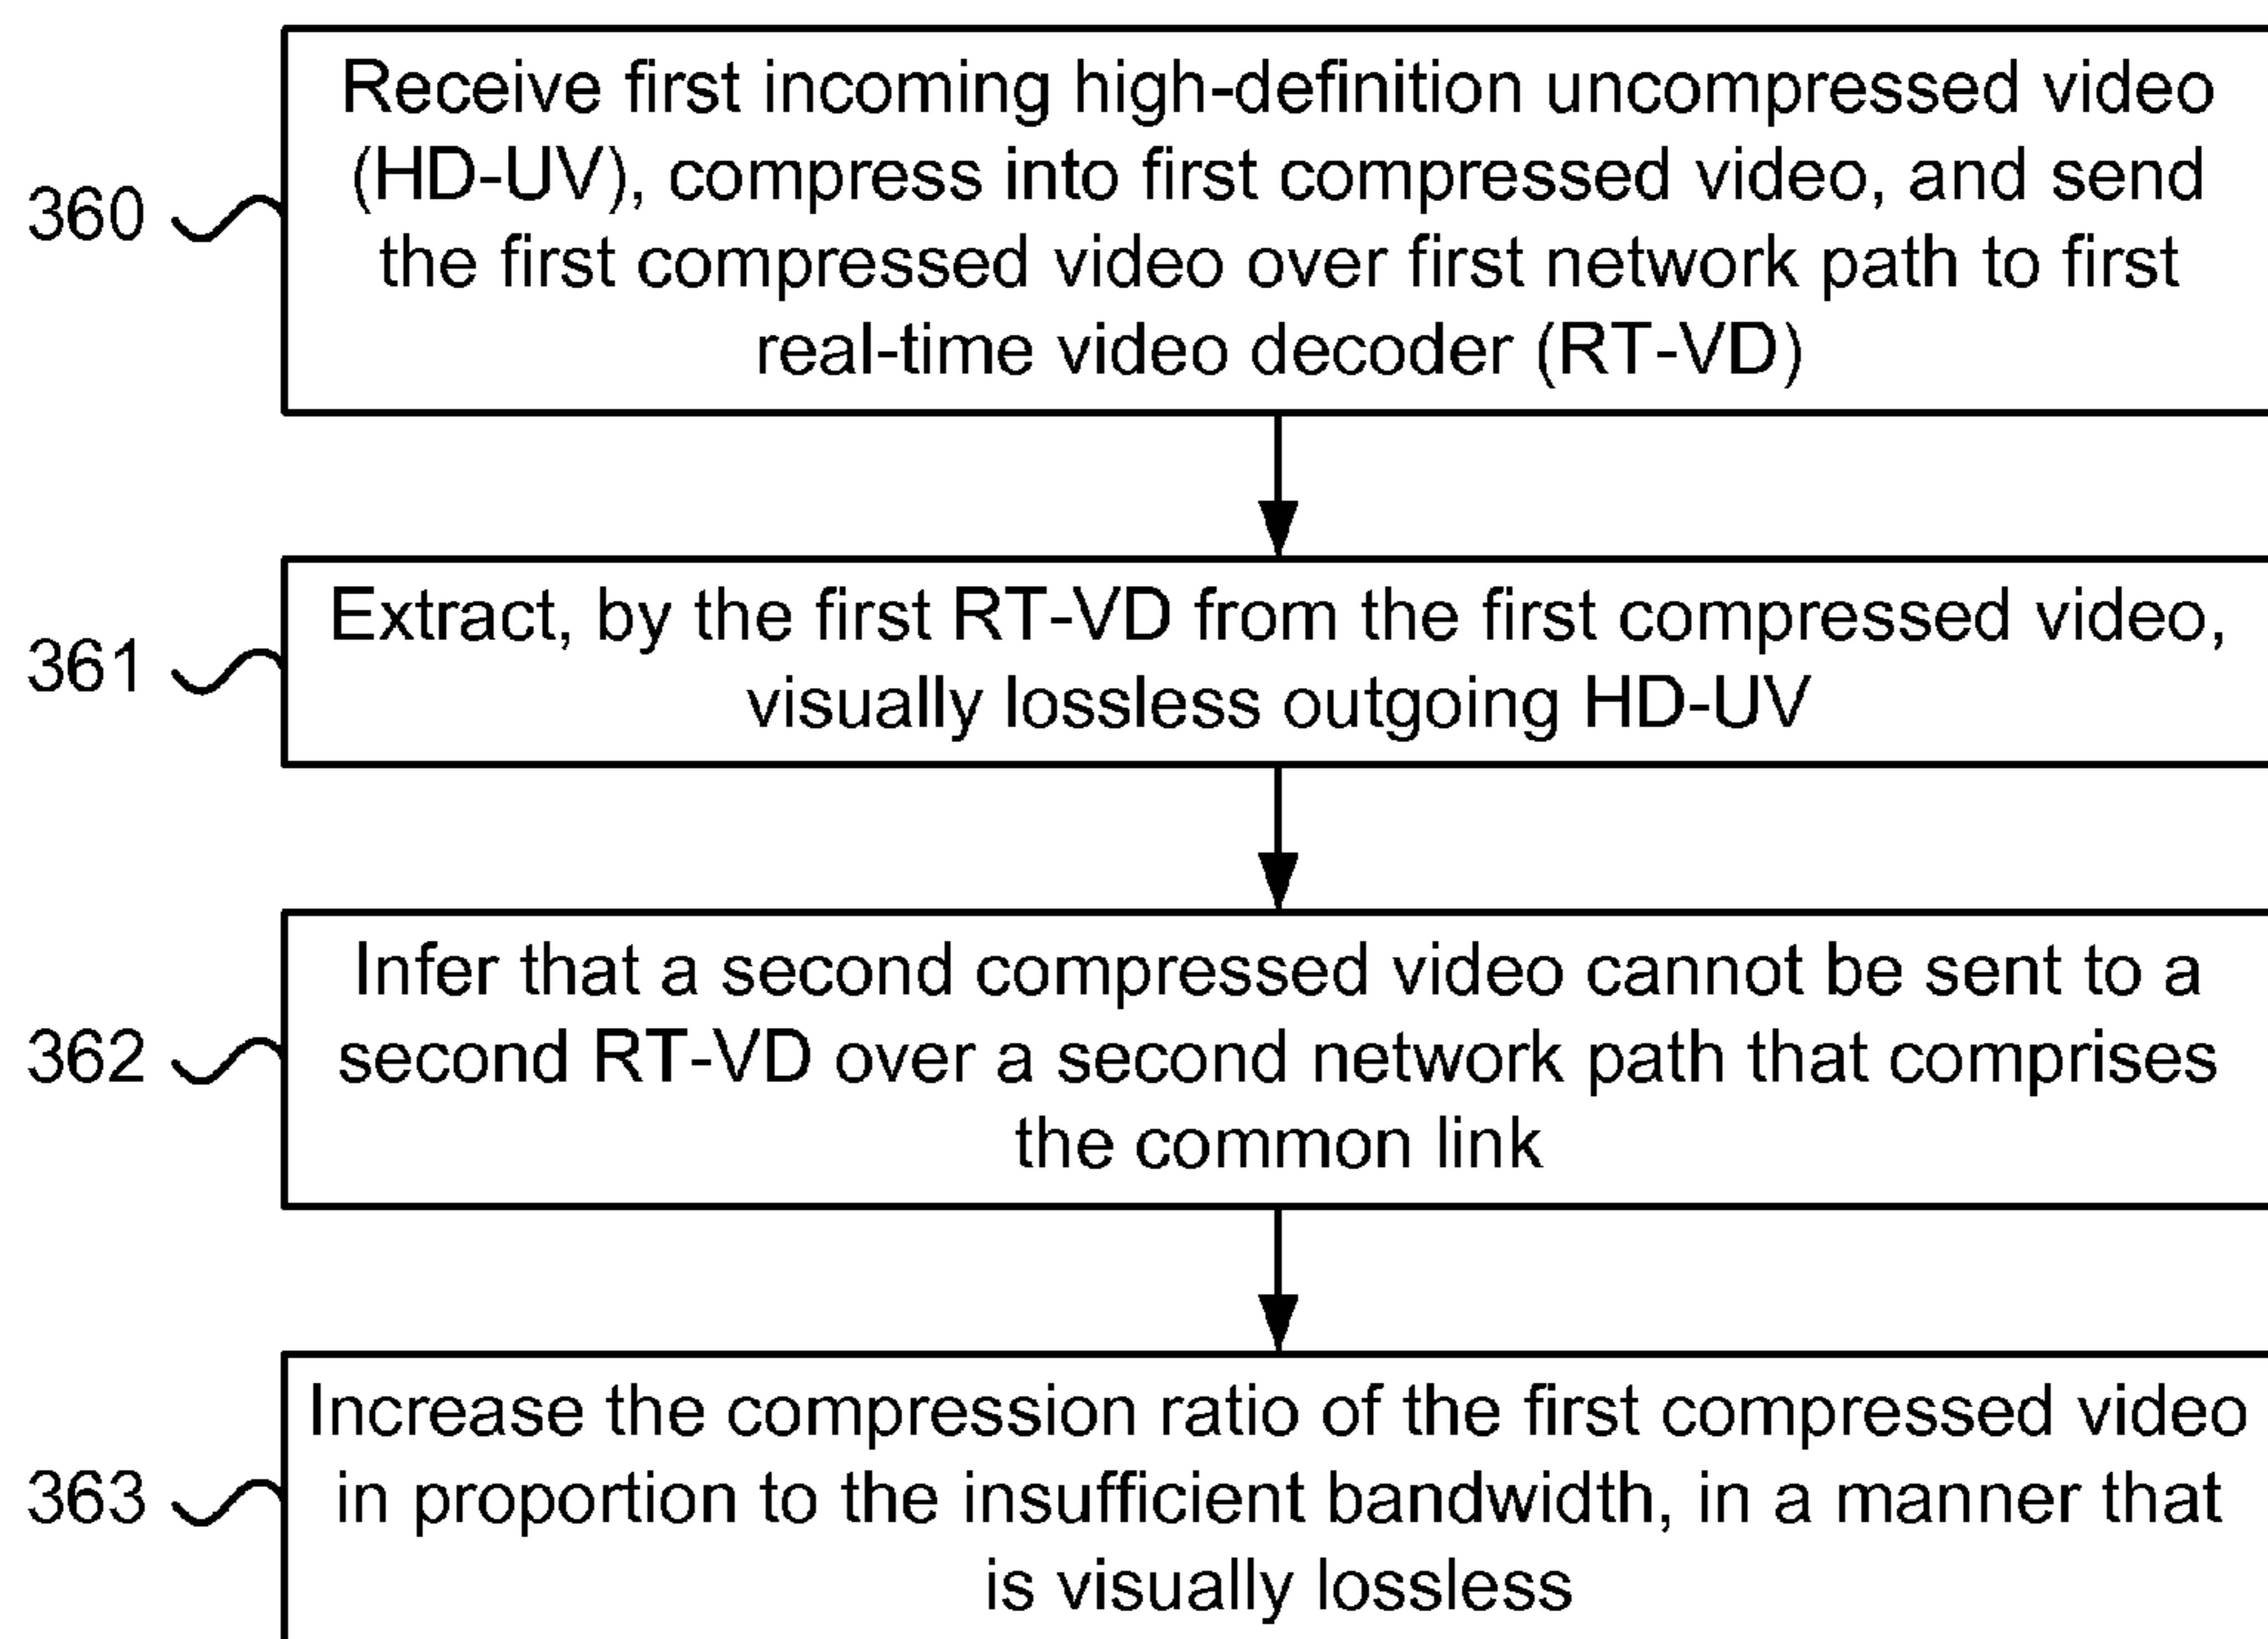 Receive first incoming high-definition uncompressed video
(HD-UV), compress into first compressed video, and send
the first compressed video over first network path to first
real-time video decoder (RT-VD)
360
Extract, by the first RT-VD from the first compressed video,
visually lossless outgoing HD-UV
361
Infer that a second compressed video cannot be sent to a
second RT-VD over a second network path that comprises
the common link
362
Increase the compression ratio of the first compressed video
in proportion to the insufficient bandwidth, in a manner that
is visually lossless
363